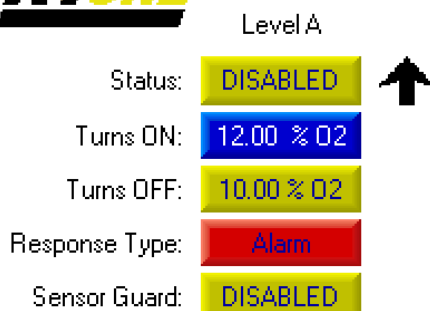 Level A
Status: DISABLED
Turns ON: 12.00 % O2
Turns OFF: 10.00 % O2
Response Type: Alarm
Sensor Guard: DISABLED